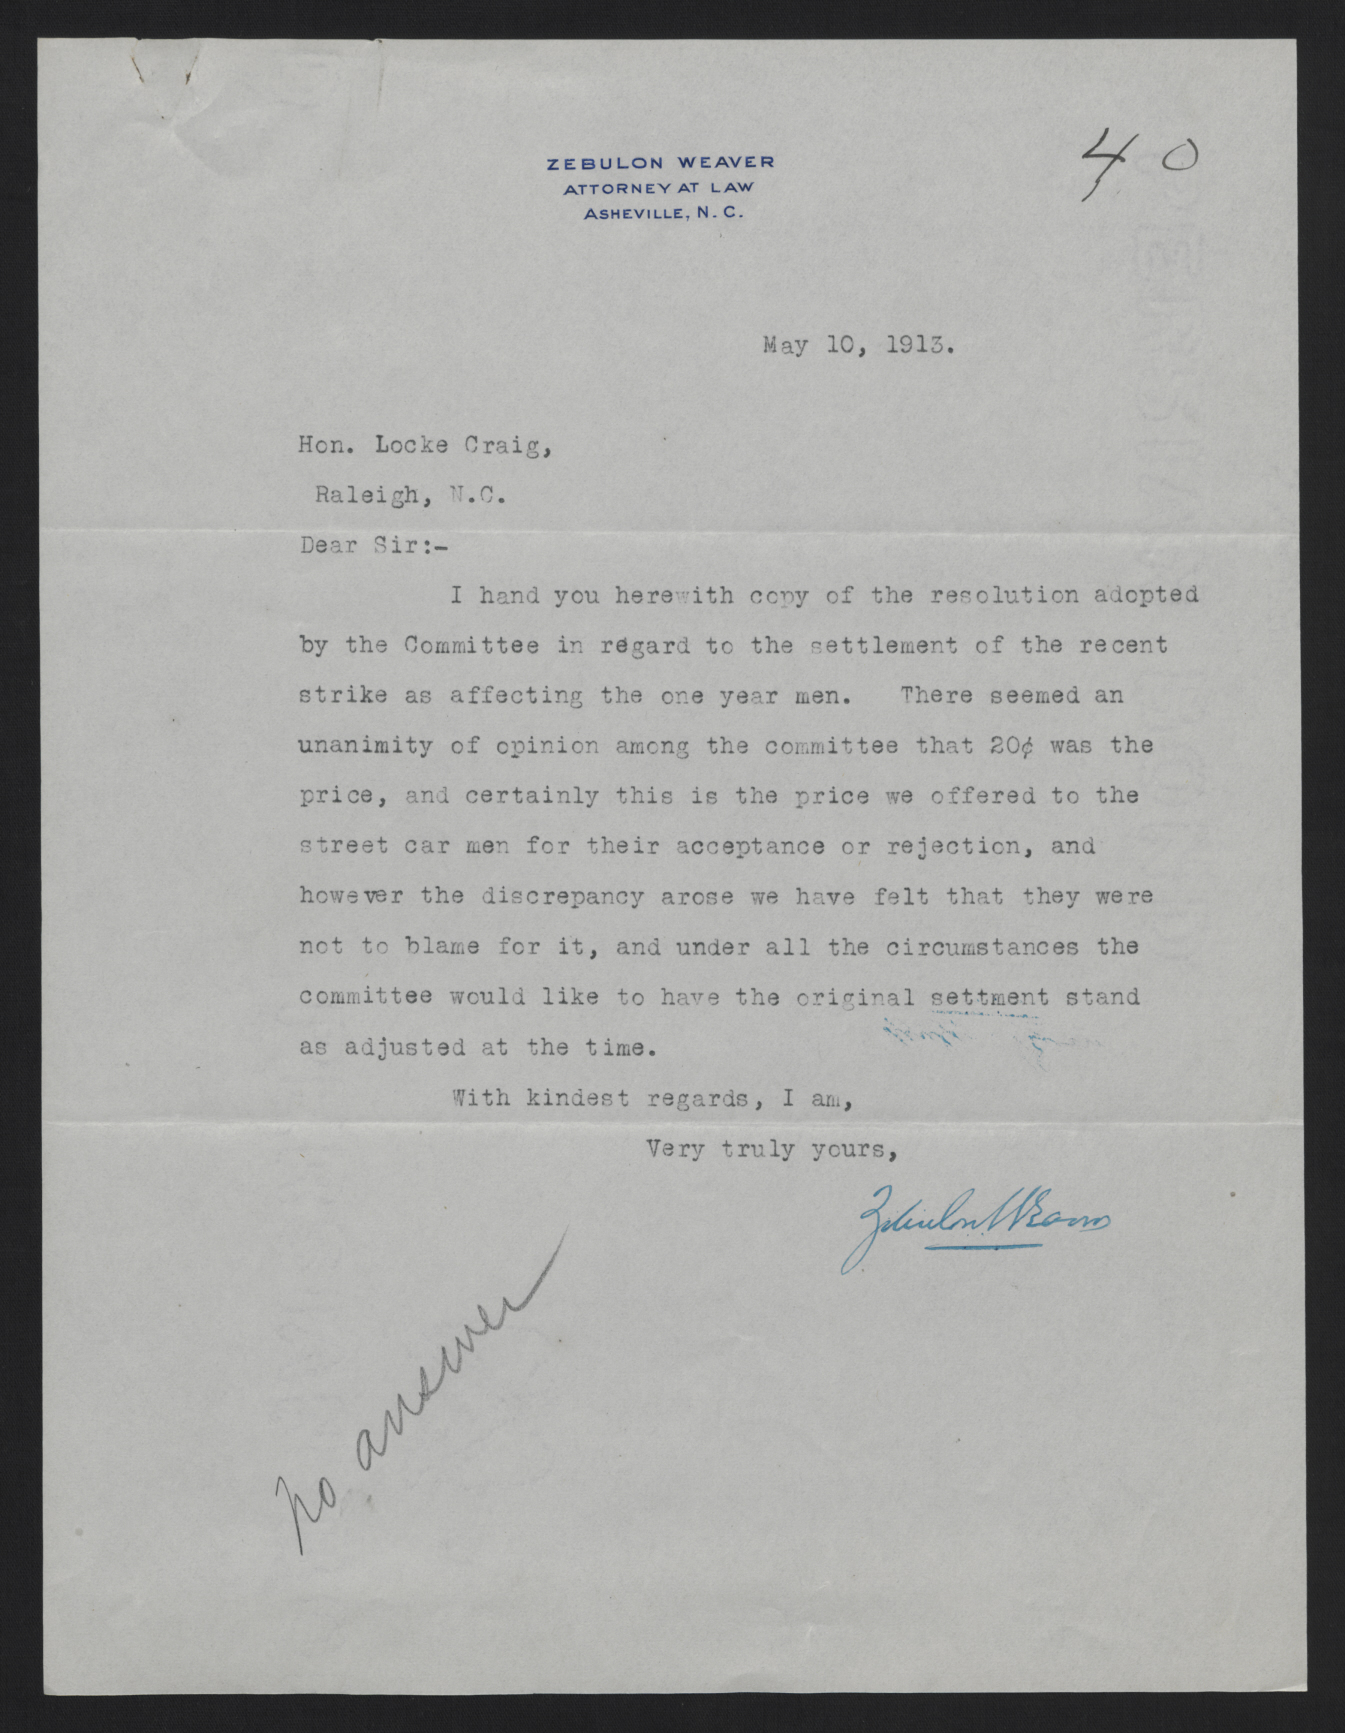 ZEBULON WEAVER
ATTORNEY AT LAW
ASHEVILLE, N. C.
40
May 10, 1913.
Hon. Locke Craig,
Raleigh, N.C.
Dear Sir:-
I hand you herewith copy of the resolution adopted
by the Committee in regard to the settlement of the recent
strike as affecting the one year men. There seemed an
unanimity of opinion among the committee that 20¢ was the
price, and certainly this is the price we offered to the
street car men for their acceptance or rejection, and
however the discrepancy arose we have felt that they were
not to blame for it, and under all the circumstances the
committee would like to have the original settment stand
as adjusted at the time.
With kindest regards, I am,
Very truly yours,
Zebulon Weaver
no answer